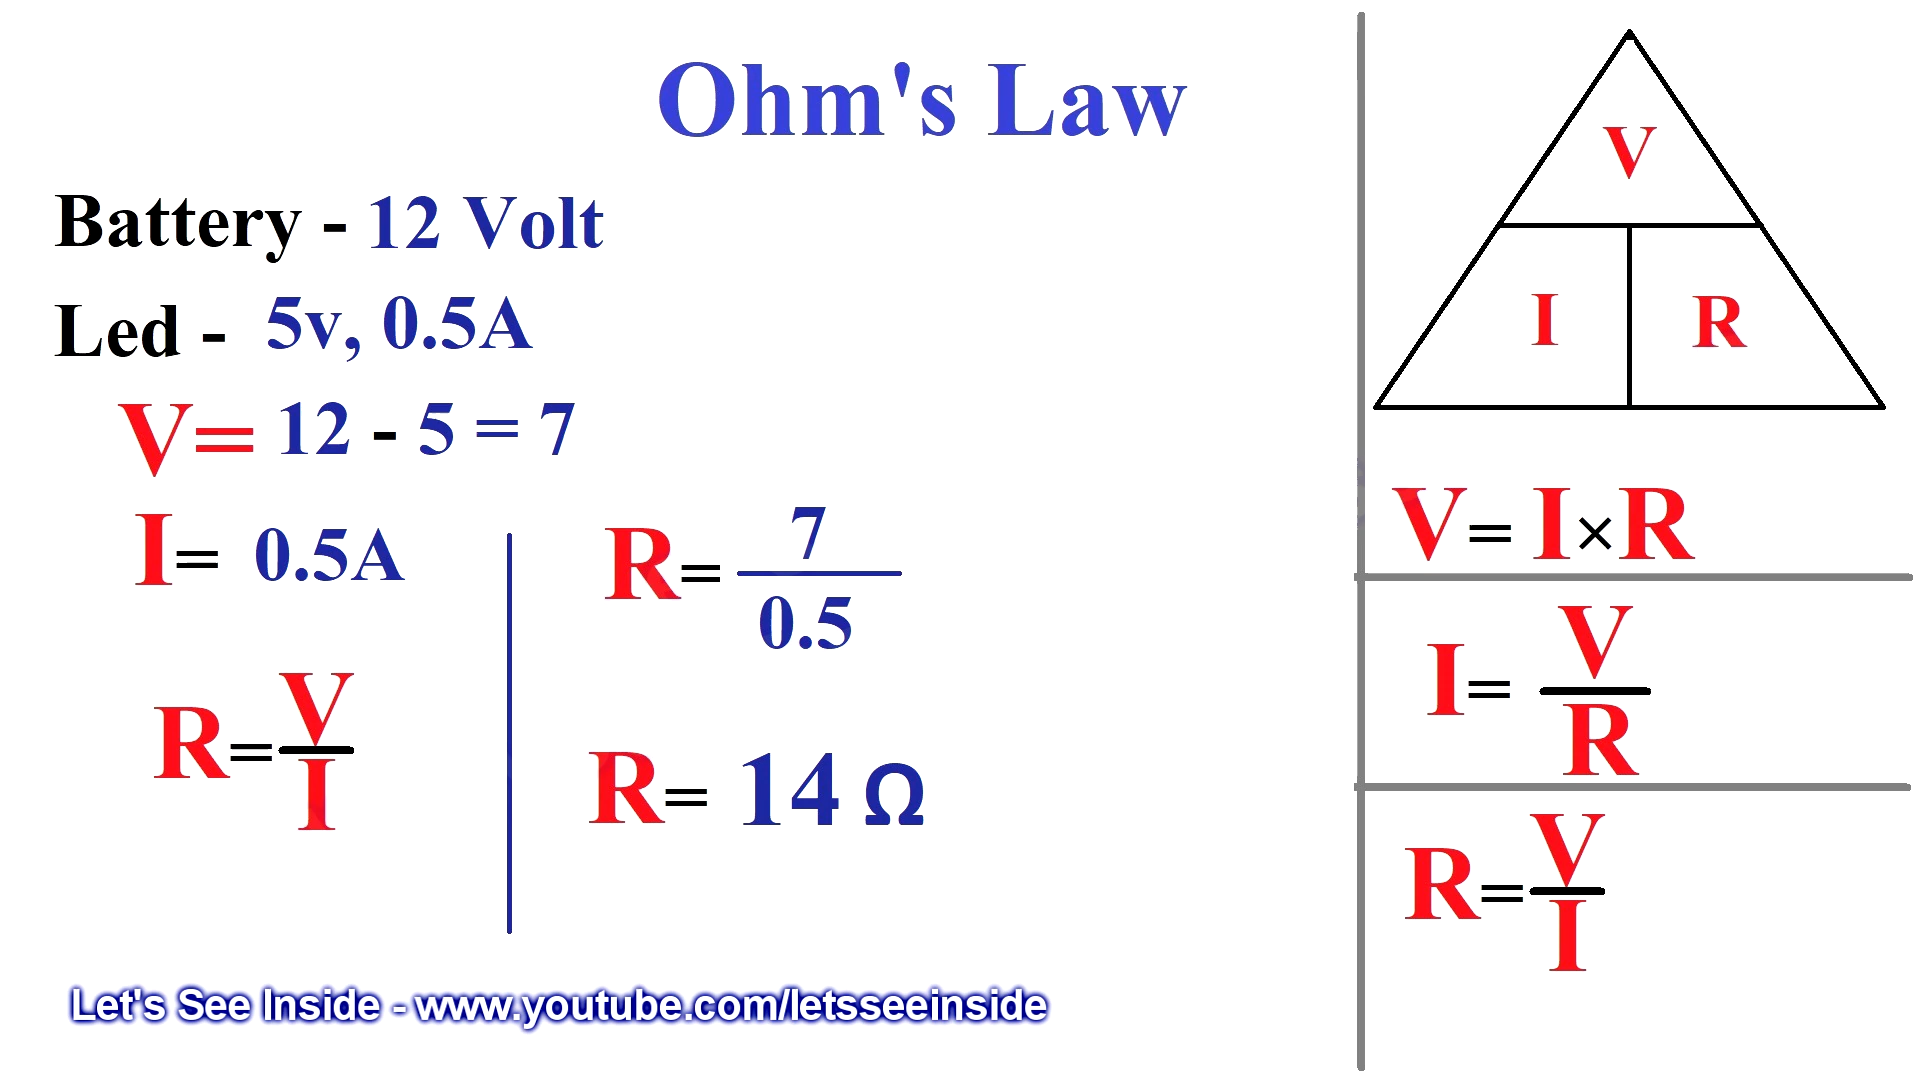 Ohm's Law
Battery - 12 Volt
Led - 5v, 0.5A
V= 12 - 5 = 7
I= 0.5A
R= V/I
R= 7/0.5
R= 14 Ω
V
I R
V= I×R
I= V/R
R= V/I
Let's See Inside - www.youtube.com/letsseeinside